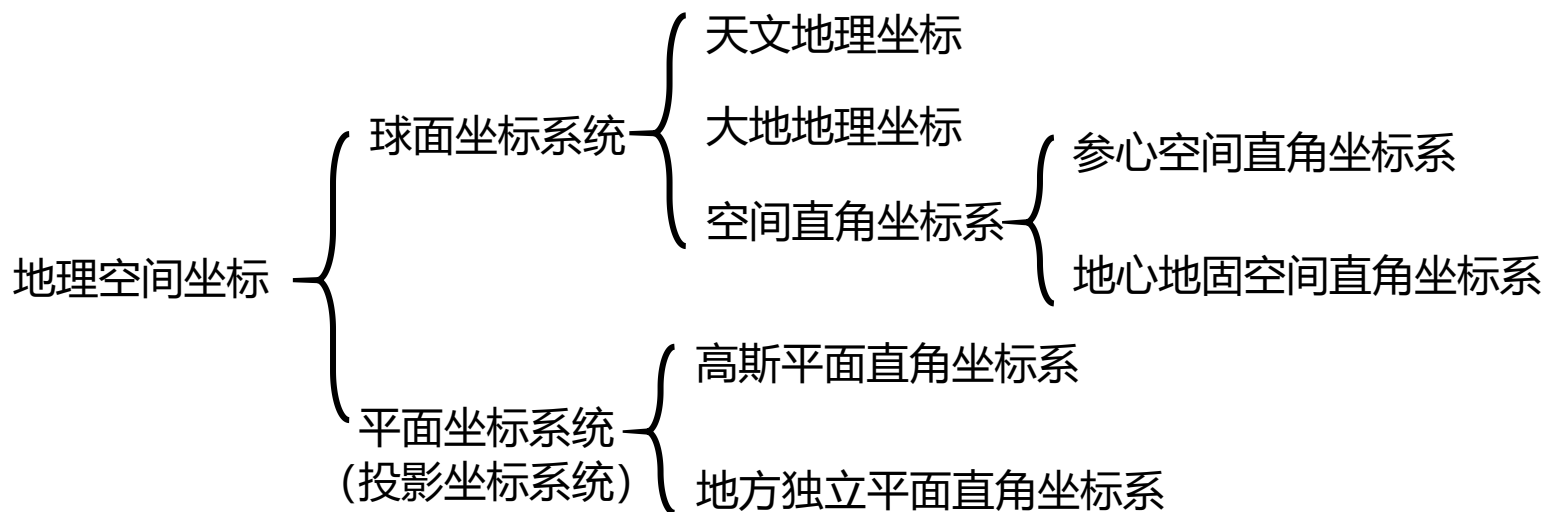 天文地理坐标
球面坐标系统
大地地理坐标
参心空间直角坐标系
空间直角坐标系
地理空间坐标
地心地固空间直角坐标系
高斯平面直角坐标系
平面坐标系统
（投影坐标系统）
地方独立平面直角坐标系